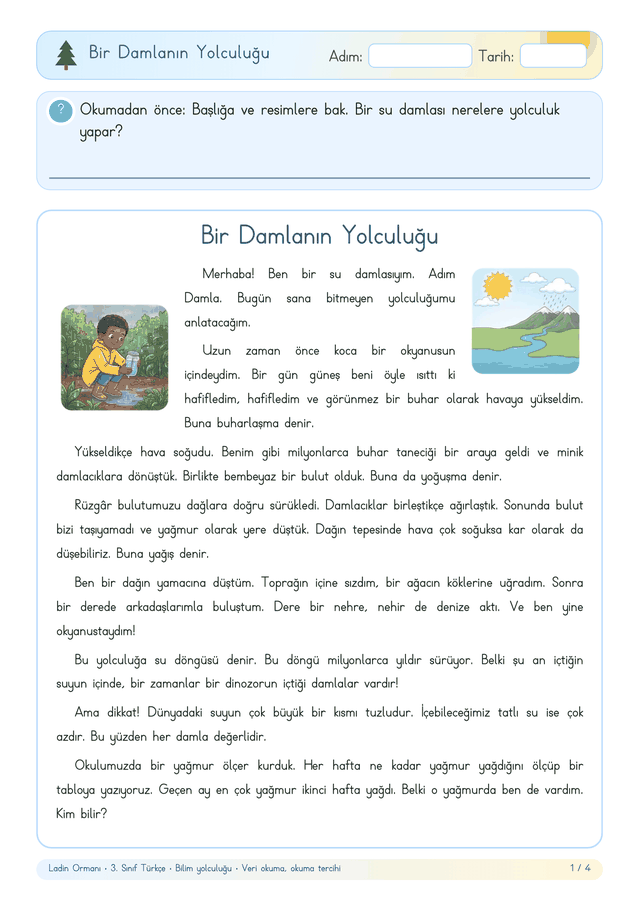 Bir Damlanın Yolculuğu
Adım:
Tarih:
?
Okumadan önce: Başlığa ve resimlere bak. Bir su damlası nerelere yolculuk
yapar?
Bir Damlanın Yolculuğu
Merhaba! Ben bir su damlasıyım. Adım
Damla. Bugün sana bitmeyen yolculuğumu
anlatacağım.
Uzun zaman önce koca bir okyanusun
içindeydim. Bir gün güneş beni öyle ısıttı ki
hafifledim, hafifledim ve görünmez bir buhar olarak havaya yükseldim.
Buna buharlaşma denir.
Yükseldikçe hava soğudu. Benim gibi milyonlarca buhar taneciği bir araya geldi ve minik
damlacıklara dönüştük. Birlikte bembeyaz bir bulut olduk. Buna da yoğuşma denir.
Rüzgâr bulutumuzu dağlara doğru sürükledi. Damlacıklar birleştikçe ağırlaştık. Sonunda bulut
bizi taşıyamadı ve yağmur olarak yere düştük. Dağın tepesinde hava çok soğuksa kar olarak da
düşebiliriz. Buna yağış denir.
Ben bir dağın yamacına düştüm. Toprağın içine sızdım, bir ağacın köklerine uğradım. Sonra
bir derede arkadaşlarımla buluştum. Dere bir nehre, nehir de denize aktı. Ve ben yine
okyanustaydım!
Bu yolculuğa su döngüsü denir. Bu döngü milyonlarca yıldır sürüyor. Belki şu an içtiğin
suyun içinde, bir zamanlar bir dinozorun içtiği damlalar vardır!
Ama dikkat! Dünyadaki suyun çok büyük bir kısmı tuzludur. İçebileceğimiz tatlı su ise çok
azdır. Bu yüzden her damla değerlidir.
Okulumuzda bir yağmur ölçer kurduk. Her hafta ne kadar yağmur yağdığını ölçüp bir
tabloya yazıyoruz. Geçen ay en çok yağmur ikinci hafta yağdı. Belki o yağmurda ben de vardım.
Kim bilir?
Ladin Ormanı • 3. Sınıf Türkçe • Bilim yolculuğu • Veri okuma, okuma tercihi
1 / 4